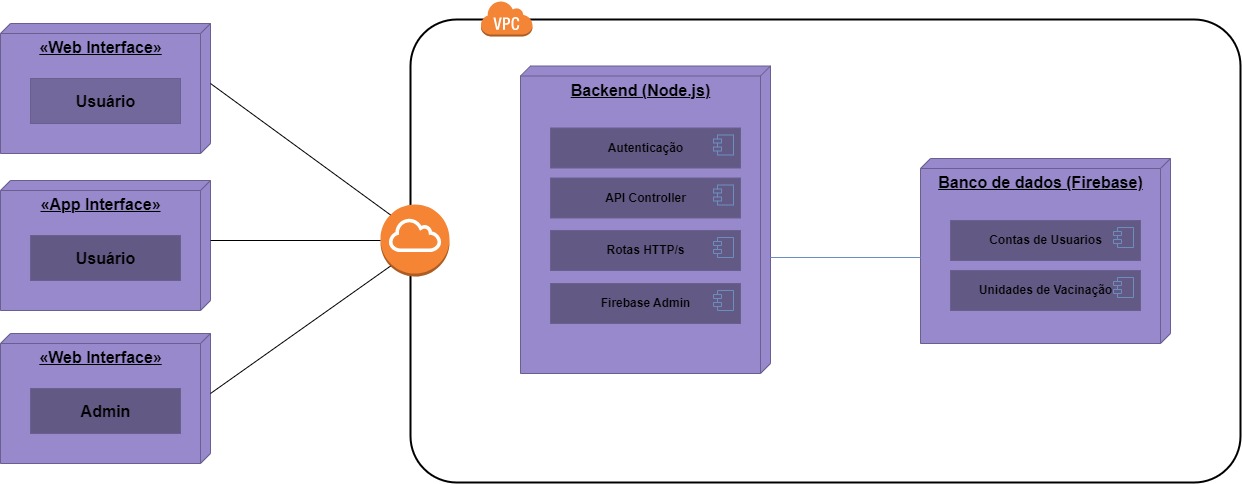 VPC
«Web Interface»
Usuário
«App Interface»
Usuário
«Web Interface»
Admin
Backend (Node.js)
Autenticação
API Controller
Rotas HTTP/s
Firebase Admin
Banco de dados (Firebase)
Contas de Usuarios
Unidades de Vacinação